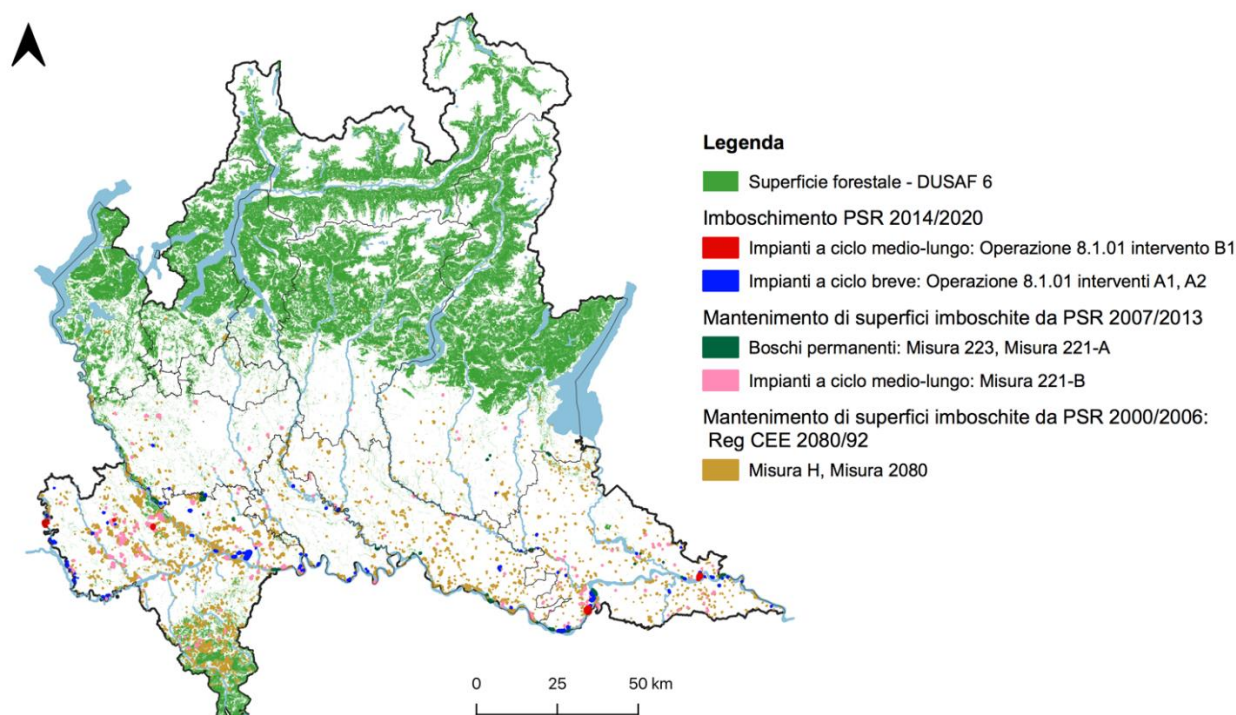 Legenda
Superficie forestale - DUSAF 6
Imboschimento PSR 2014/2020
Impianti a ciclo medio-lungo: Operazione 8.1.01 intervento B1
Impianti a ciclo breve: Operazione 8.1.01 interventi A1, A2
Mantenimento di superfici imboschite da PSR 2007/2013
Boschi permanenti: Misura 223, Misura 221-A
Impianti a ciclo medio-lungo: Misura 221-B
Mantenimento di superfici imboschite da PSR 2000/2006:
Reg CEE 2080/92
Misura H, Misura 2080
0 25 50 km